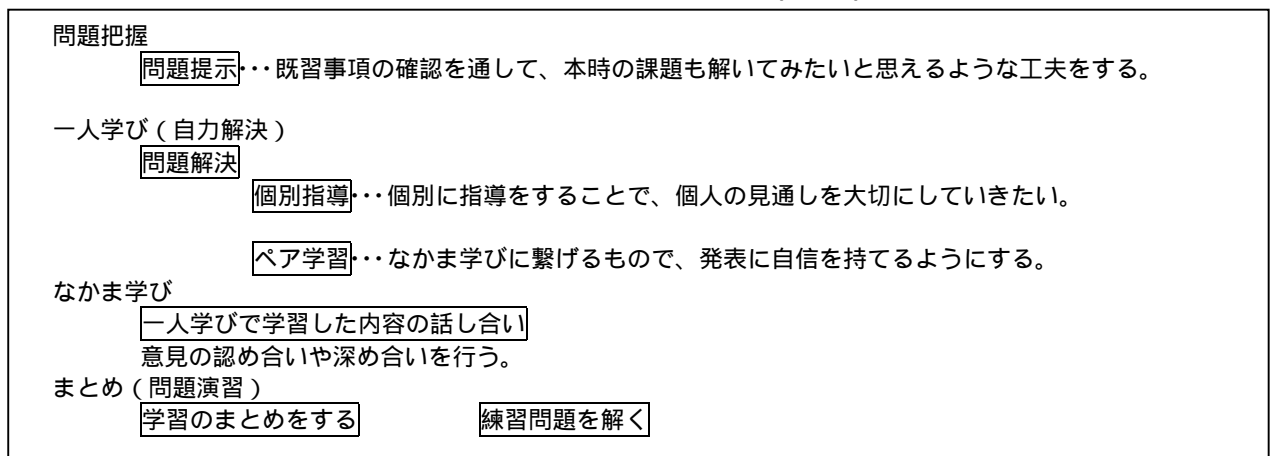 問題把握
問題提示・・・既習事項の確認を通して、本時の課題も解いてみたいと思えるような工夫をする。
一人学び（自力解決）
問題解決
個別指導・・・個別に指導をすることで、個人の見通しを大切にしていきたい。
ペア学習・・・なかま学びに繋げるもので、発表に自信を持てるようにする。
なかま学び
一人学びで学習した内容の話し合い
意見の認め合いや深め合いを行う。
まとめ（問題演習）
学習のまとめをする 練習問題を解く